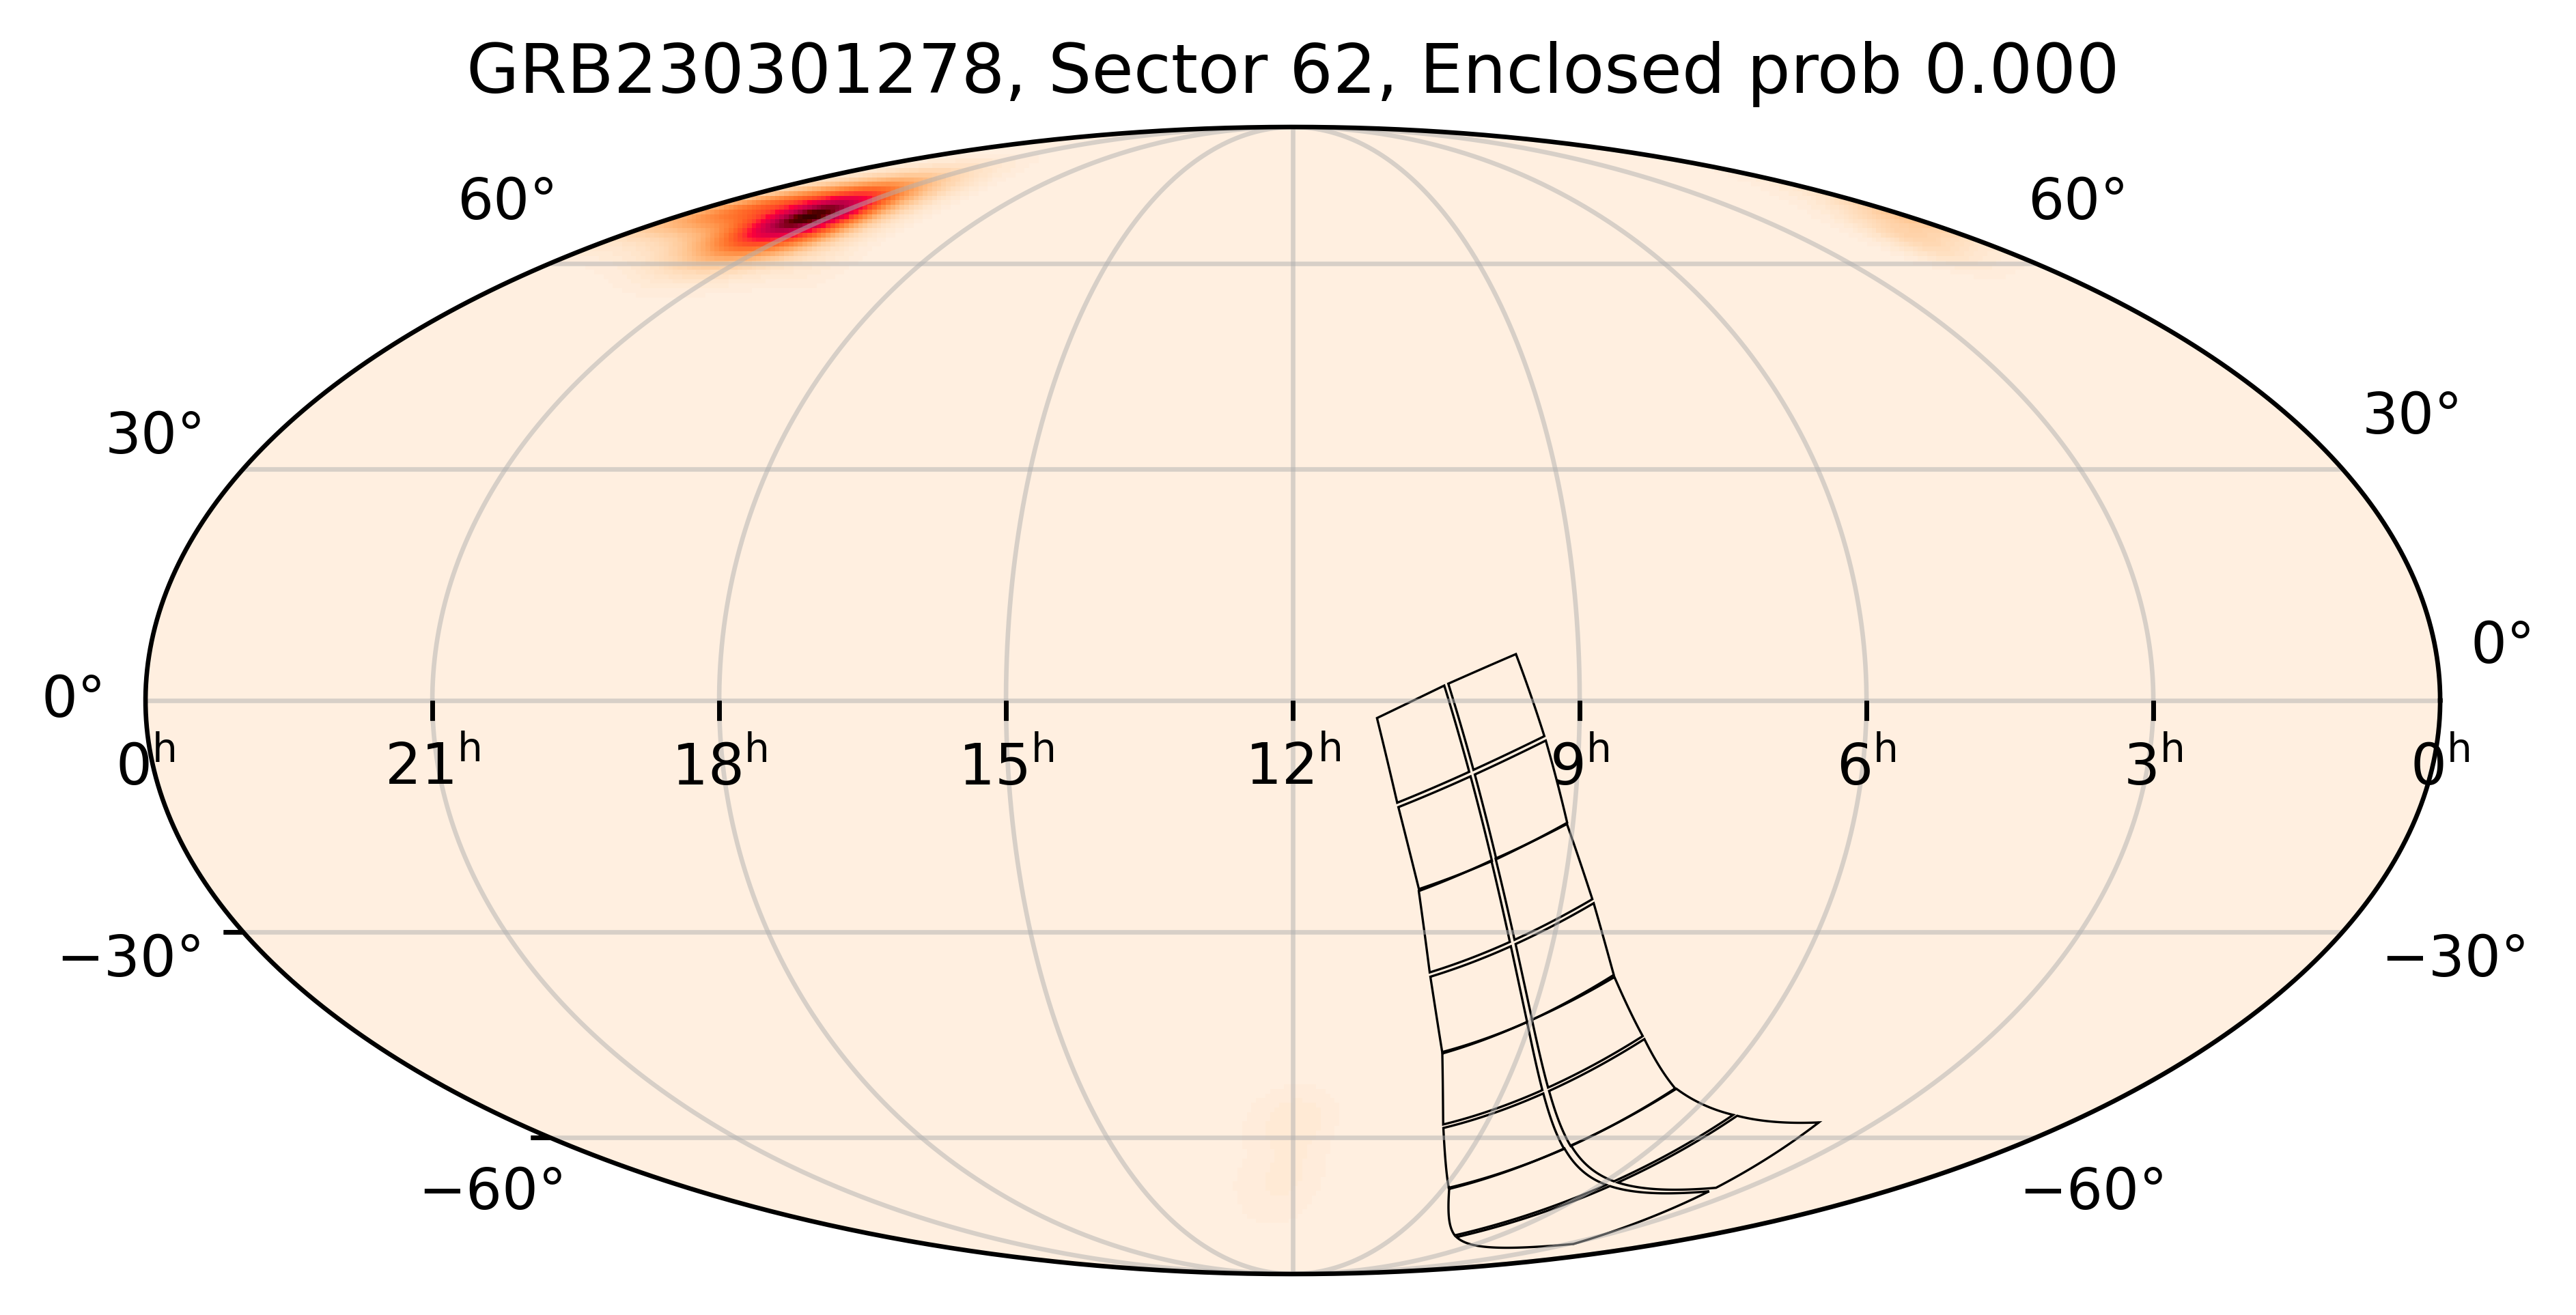 GRB230301278, Sector 62, Enclosed prob 0.000
60° 60°
30° 30°
0° 0°
0h 21h 18h 15h 12h 9h 6h 3h 0h
−30° −30°
−60° −60°